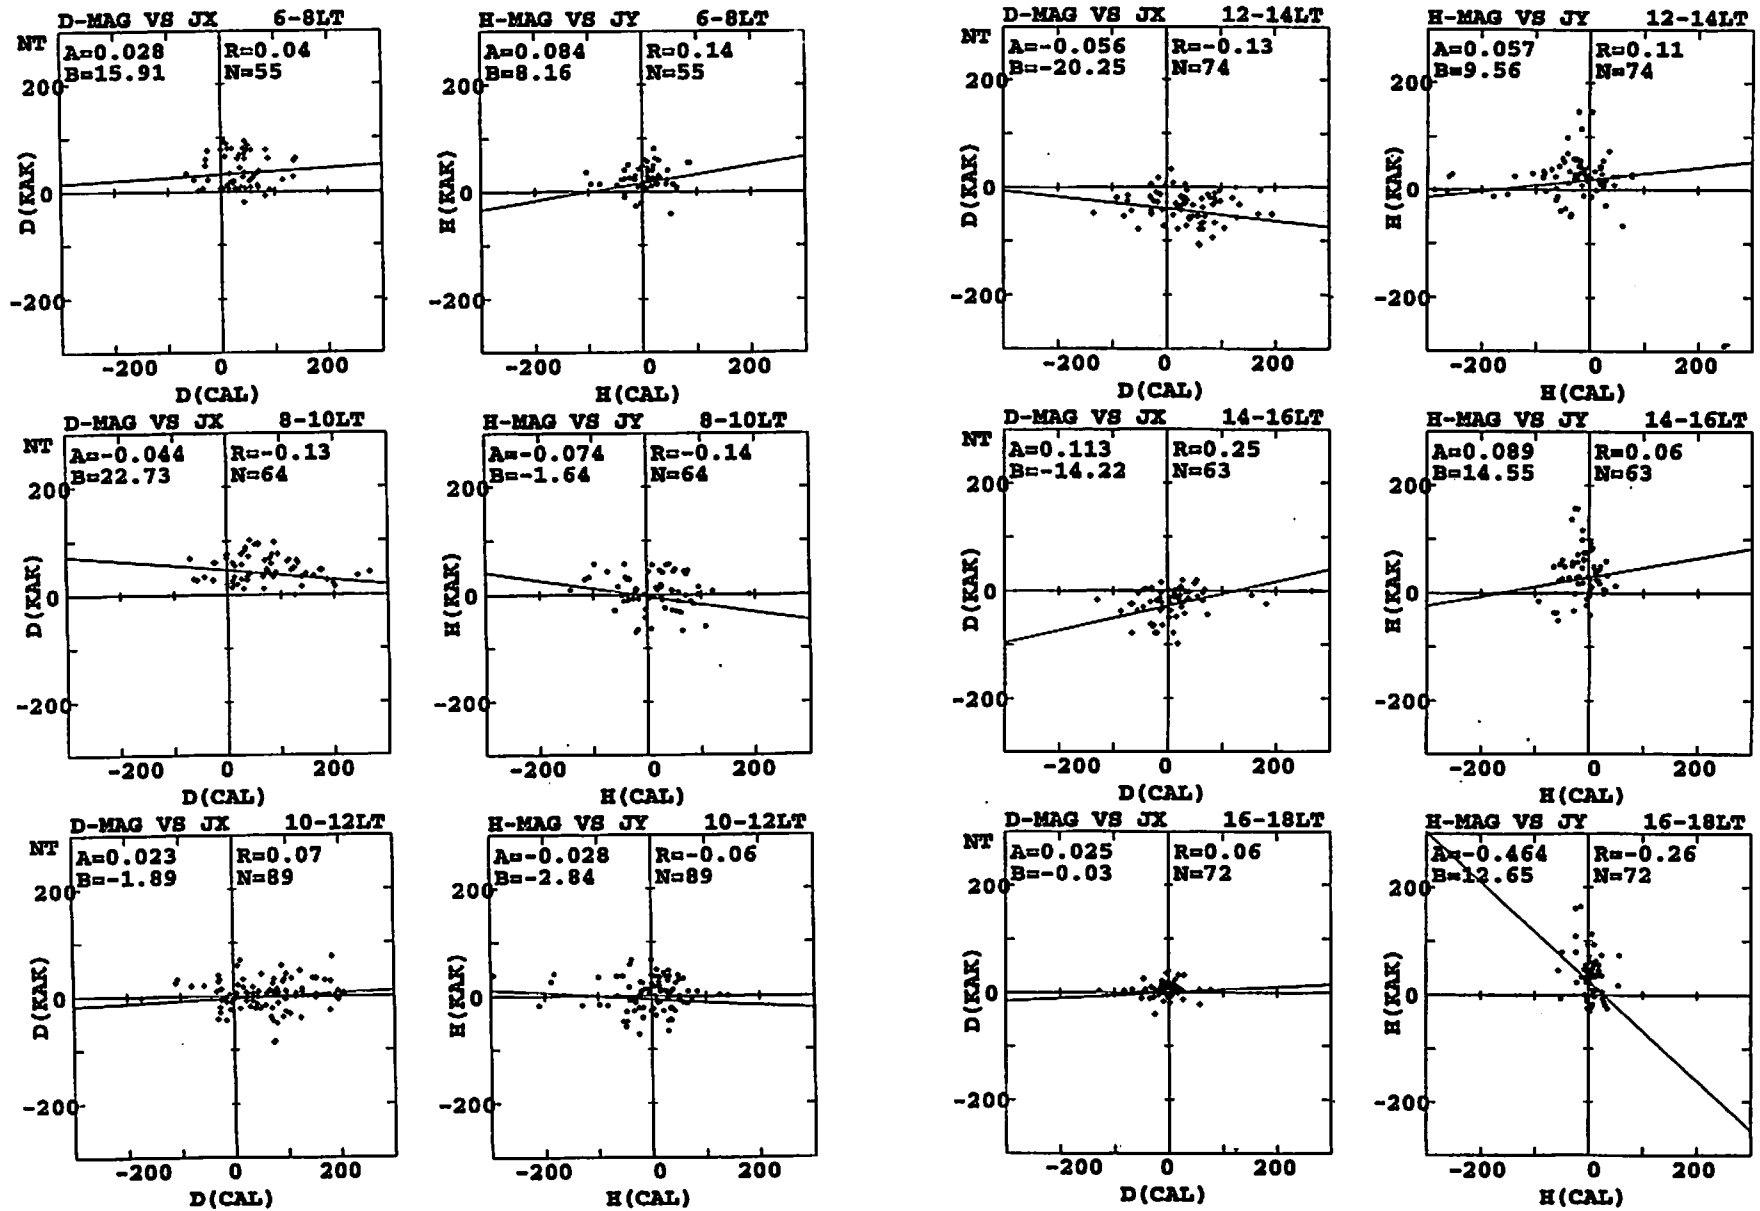 D-MAG VS JX 6-8LT
NT
A=0.028 R=0.04
B=15.91 N=55
200
0
-200
D(KAK)
-200 0 200
D(CAL)
H-MAG VS JY 6-8LT
A=0.084 R=0.14
B=8.16 N=55
200
0
-200
H(KAK)
-200 0 200
H(CAL)
D-MAG VS JX 12-14LT
NT
A=-0.056 R=-0.13
B=-20.25 N=74
200
0
-200
D(KAK)
-200 0 200
D(CAL)
H-MAG VS JY 12-14LT
A=0.057 R=0.11
B=9.56 N=74
200
0
-200
H(KAK)
-200 0 200
H(CAL)
D-MAG VS JX 8-10LT
NT
A=-0.044 R=-0.13
B=22.73 N=64
200
0
-200
D(KAK)
-200 0 200
D(CAL)
H-MAG VS JY 8-10LT
A=-0.074 R=-0.14
B=-1.64 N=64
200
0
-200
H(KAK)
-200 0 200
H(CAL)
D-MAG VS JX 14-16LT
NT
A=0.113 R=0.25
B=-14.22 N=63
200
0
-200
D(KAK)
-200 0 200
D(CAL)
H-MAG VS JY 14-16LT
A=0.089 R=0.06
B=14.55 N=63
200
0
-200
H(KAK)
-200 0 200
H(CAL)
D-MAG VS JX 10-12LT
NT
A=0.023 R=0.07
B=-1.89 N=89
200
0
-200
D(KAK)
-200 0 200
D(CAL)
H-MAG VS JY 10-12LT
A=-0.028 R=-0.06
B=-2.84 N=89
200
0
-200
H(KAK)
-200 0 200
H(CAL)
D-MAG VS JX 16-18LT
NT
A=0.025 R=0.06
B=-0.03 N=72
200
0
-200
D(KAK)
-200 0 200
D(CAL)
H-MAG VS JY 16-18LT
A=-0.464 R=-0.26
B=12.65 N=72
200
0
-200
H(KAK)
-200 0 200
H(CAL)